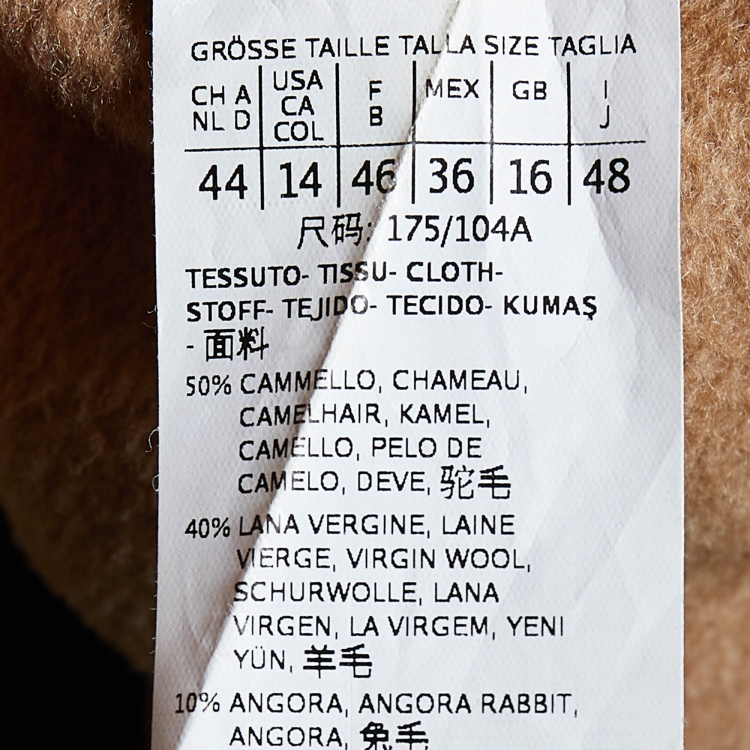 GRÖSSE TAILLE TALLA SIZE TAGLIA
CH A NL D | USA CA COL | F B | MEX | GB | I J
44 | 14 | 46 | 36 | 16 | 48
尺码: 175/104A
TESSUTO- TISSU- CLOTH-
STOFF- TEJIDO- TECIDO- KUMAŞ
- 面料
50% CAMMELLO, CHAMEAU,
CAMELHAIR, KAMEL,
CAMELLO, PELO DE
CAMELO, DEVE, 驼毛
40% LANA VERGINE, LAINE
VIERGE, VIRGIN WOOL,
SCHURWOLLE, LANA
VIRGEN, LA VIRGEM, YENI
YÜN, 羊毛
10% ANGORA, ANGORA RABBIT,
ANGORA, 兔毛